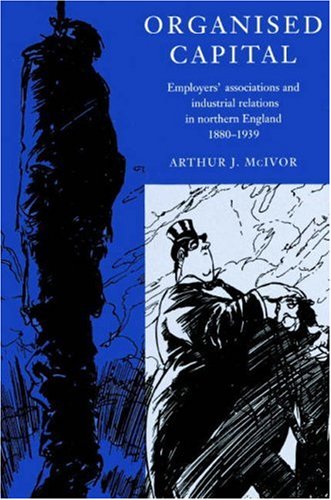 ORGANISED
CAPITAL
Employers' associations and
industrial relations
in northern England
1880–1939
ARTHUR J. McIVOR